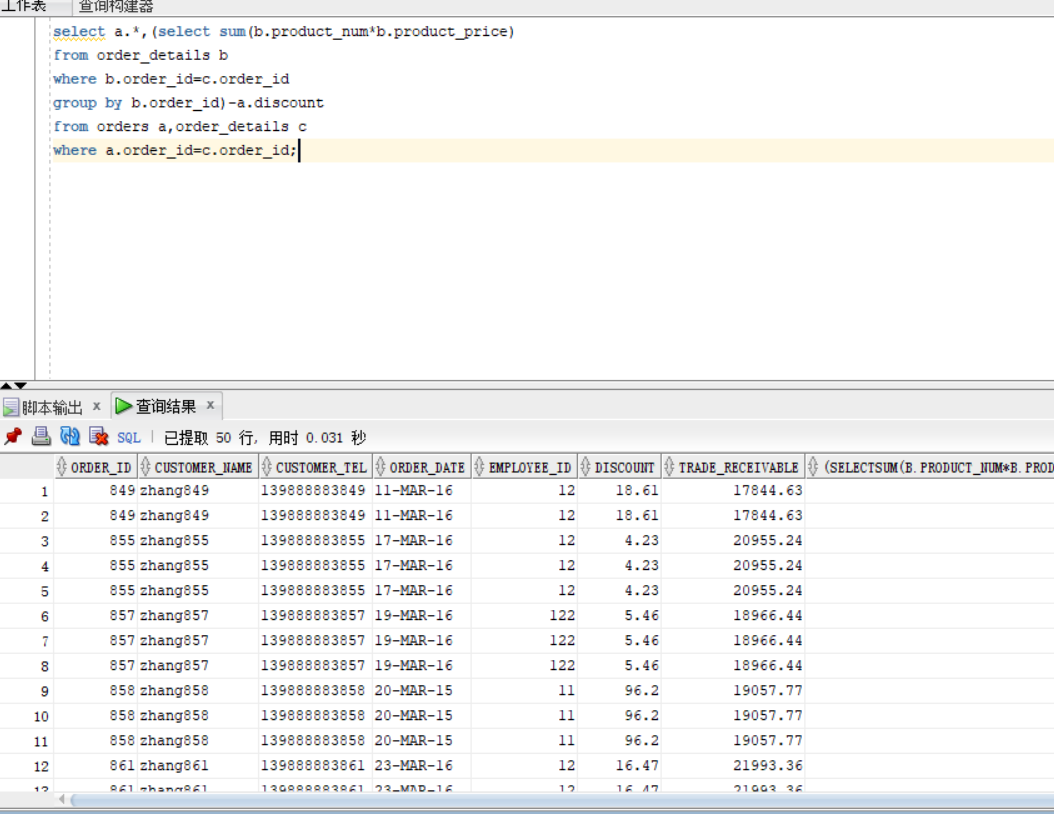 工作表 查询构建器
select a.*,(select sum(b.product_num*b.product_price)
from order_details b
where b.order_id=c.order_id
group by b.order_id)-a.discount
from orders a,order_details c
where a.order_id=c.order_id;
脚本输出 x 查询结果 x
SQL | 已提取 50 行, 用时 0.031 秒
ORDER_ID CUSTOMER_NAME CUSTOMER_TEL ORDER_DATE EMPLOYEE_ID DISCOUNT TRADE_RECEIVABLE (SELECTSUM(B.PRODUCT_NUM*B.PROD
1 849 zhang849 139888883849 11-MAR-16 12 18.61 17844.63
2 849 zhang849 139888883849 11-MAR-16 12 18.61 17844.63
3 855 zhang855 139888883855 17-MAR-16 12 4.23 20955.24
4 855 zhang855 139888883855 17-MAR-16 12 4.23 20955.24
5 855 zhang855 139888883855 17-MAR-16 12 4.23 20955.24
6 857 zhang857 139888883857 19-MAR-16 122 5.46 18966.44
7 857 zhang857 139888883857 19-MAR-16 122 5.46 18966.44
8 857 zhang857 139888883857 19-MAR-16 122 5.46 18966.44
9 858 zhang858 139888883858 20-MAR-15 11 96.2 19057.77
10 858 zhang858 139888883858 20-MAR-15 11 96.2 19057.77
11 858 zhang858 139888883858 20-MAR-15 11 96.2 19057.77
12 861 zhang861 139888883861 23-MAR-16 12 16.47 21993.36
13 861 zhang861 139888883861 23-MAR-16 12 16.47 21993.36